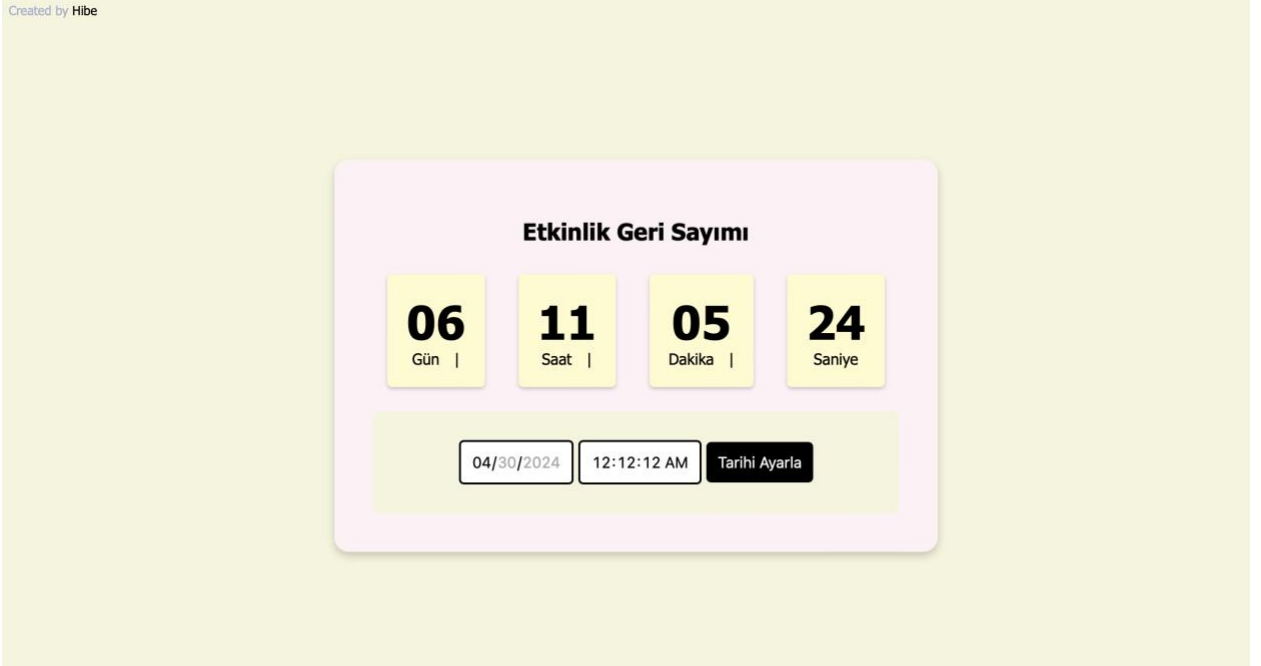 Created by Hibe
Etkinlik Geri Sayımı
06 11 05 24
Gün | Saat | Dakika | Saniye
04/30/2024 12:12:12 AM Tarihi Ayarla